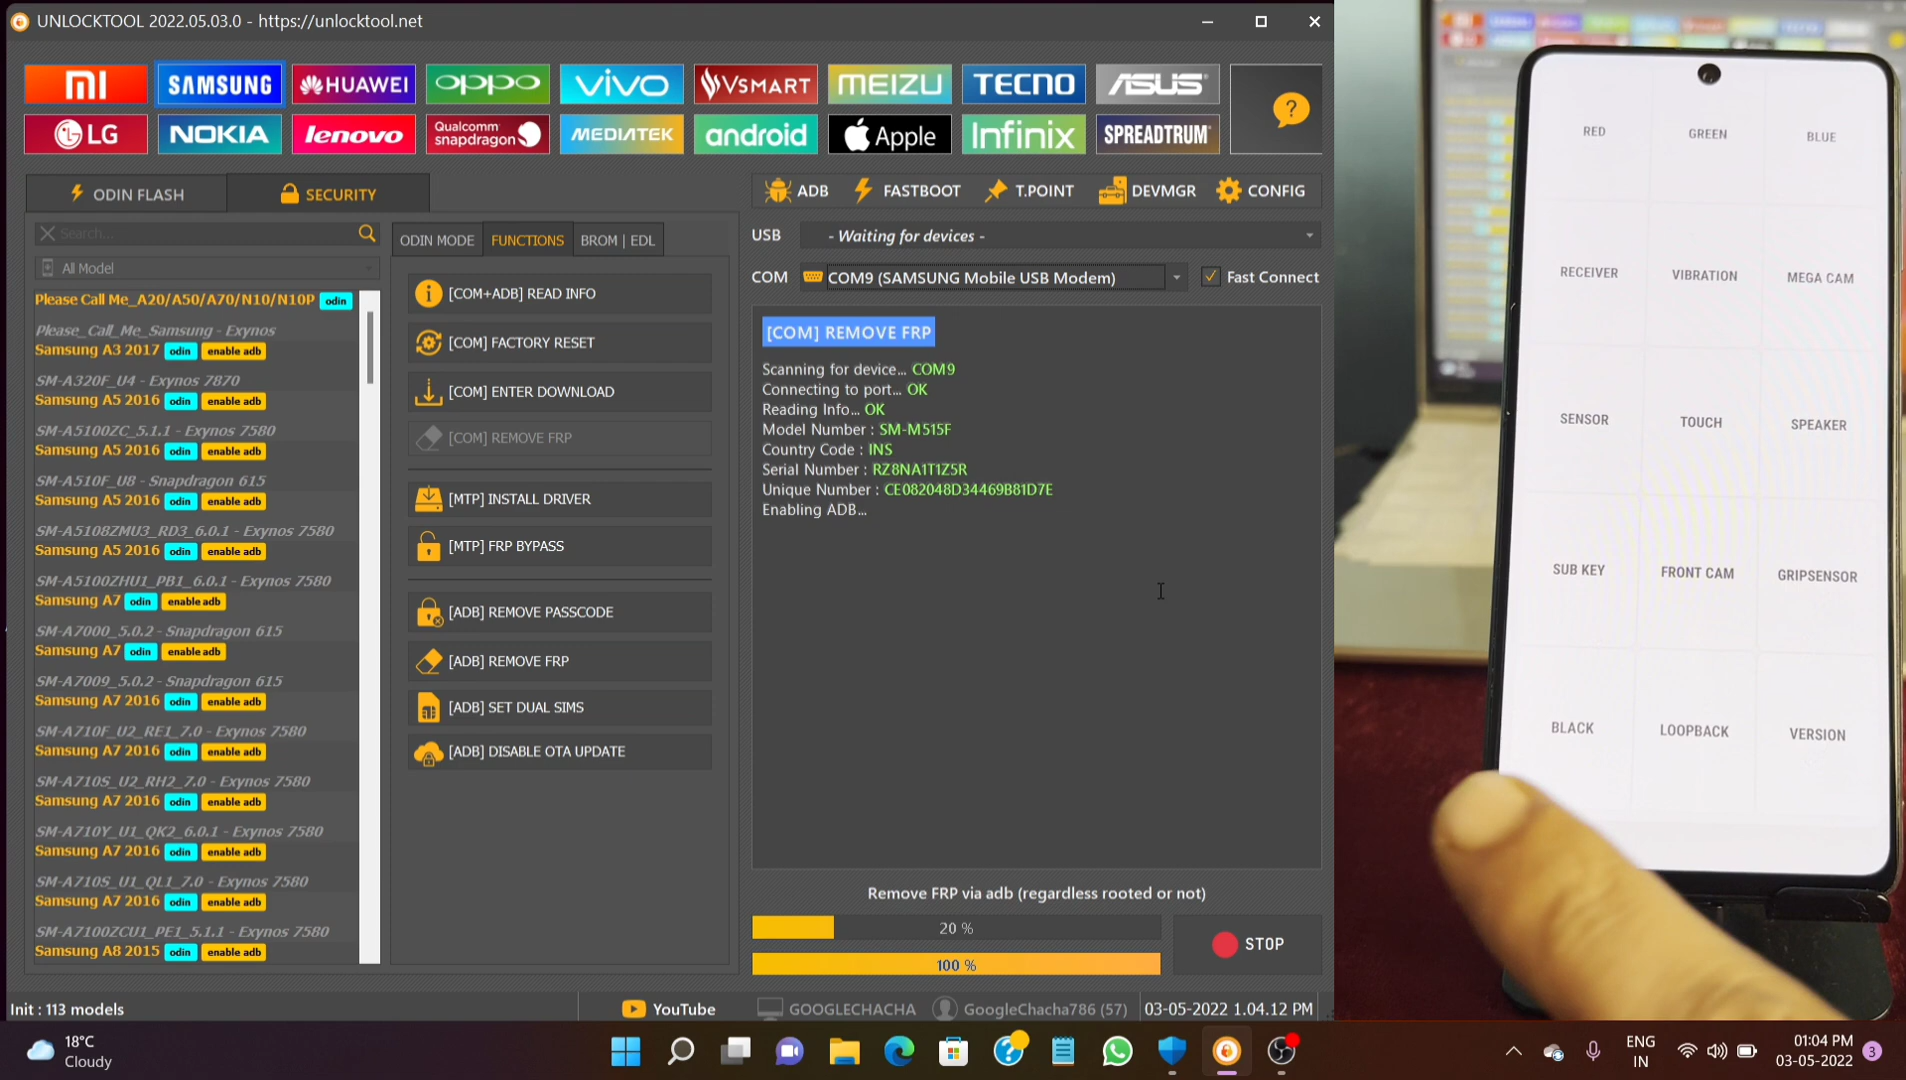 UNLOCKTOOL 2022.05.03.0 - https://unlocktool.net
SAMSUNG
HUAWEI
oppo
vivo
VSMART
MEIZU
TECNO
ASUS
?
LG
NOKIA
lenovo
Qualcomm
snapdragon
MEDIATEK
android
Apple
Infinix
SPREADTRUM
ODIN FLASH
SECURITY
ADB
FASTBOOT
T.POINT
DEVMGR
CONFIG
Search...
All Model
ODIN MODE
FUNCTIONS
BROM | EDL
USB
- Waiting for devices -
COM
COM9 (SAMSUNG Mobile USB Modem)
Fast Connect
Please Call Me_A20/A50/A70/N10/N10P odin
Please_Call_Me_Samsung - Exynos
Samsung A3 2017 odin enable adb
SM-A320F_U4 - Exynos 7870
Samsung A5 2016 odin enable adb
SM-A5100ZC_5.1.1 - Exynos 7580
Samsung A5 2016 odin enable adb
SM-A510F_U8 - Snapdragon 615
Samsung A5 2016 odin enable adb
SM-A5108ZMU3_RD3_6.0.1 - Exynos 7580
Samsung A5 2016 odin enable adb
SM-A5100ZHU1_PB1_6.0.1 - Exynos 7580
Samsung A7 odin enable adb
SM-A7000_5.0.2 - Snapdragon 615
Samsung A7 odin enable adb
SM-A7009_5.0.2 - Snapdragon 615
Samsung A7 2016 odin enable adb
SM-A710F_U2_RE1_7.0 - Exynos 7580
Samsung A7 2016 odin enable adb
SM-A710S_U2_RH2_7.0 - Exynos 7580
Samsung A7 2016 odin enable adb
SM-A710Y_U1_QK2_6.0.1 - Exynos 7580
Samsung A7 2016 odin enable adb
SM-A710S_U1_QL1_7.0 - Exynos 7580
Samsung A7 2016 odin enable adb
SM-A7100ZCU1_PE1_5.1.1 - Exynos 7580
Samsung A8 2015 odin enable adb
[COM+ADB] READ INFO
[COM] FACTORY RESET
[COM] ENTER DOWNLOAD
[COM] REMOVE FRP
[MTP] INSTALL DRIVER
[MTP] FRP BYPASS
[ADB] REMOVE PASSCODE
[ADB] REMOVE FRP
[ADB] SET DUAL SIMS
[ADB] DISABLE OTA UPDATE
[COM] REMOVE FRP
Scanning for device... COM9
Connecting to port... OK
Reading Info... OK
Model Number : SM-M515F
Country Code : INS
Serial Number : RZ8NA1T1Z5R
Unique Number : CE082048D34469B81D7E
Enabling ADB...
Remove FRP via adb (regardless rooted or not)
20 %
100 %
STOP
Init : 113 models
YouTube
GOOGLECHACHA
GoogleChacha786 (57)
03-05-2022 1.04.12 PM
18°C
Cloudy
ENG
IN
01:04 PM
03-05-2022
3
RED
GREEN
BLUE
RECEIVER
VIBRATION
MEGA CAM
SENSOR
TOUCH
SPEAKER
SUB KEY
FRONT CAM
GRIPSENSOR
BLACK
LOOPBACK
VERSION